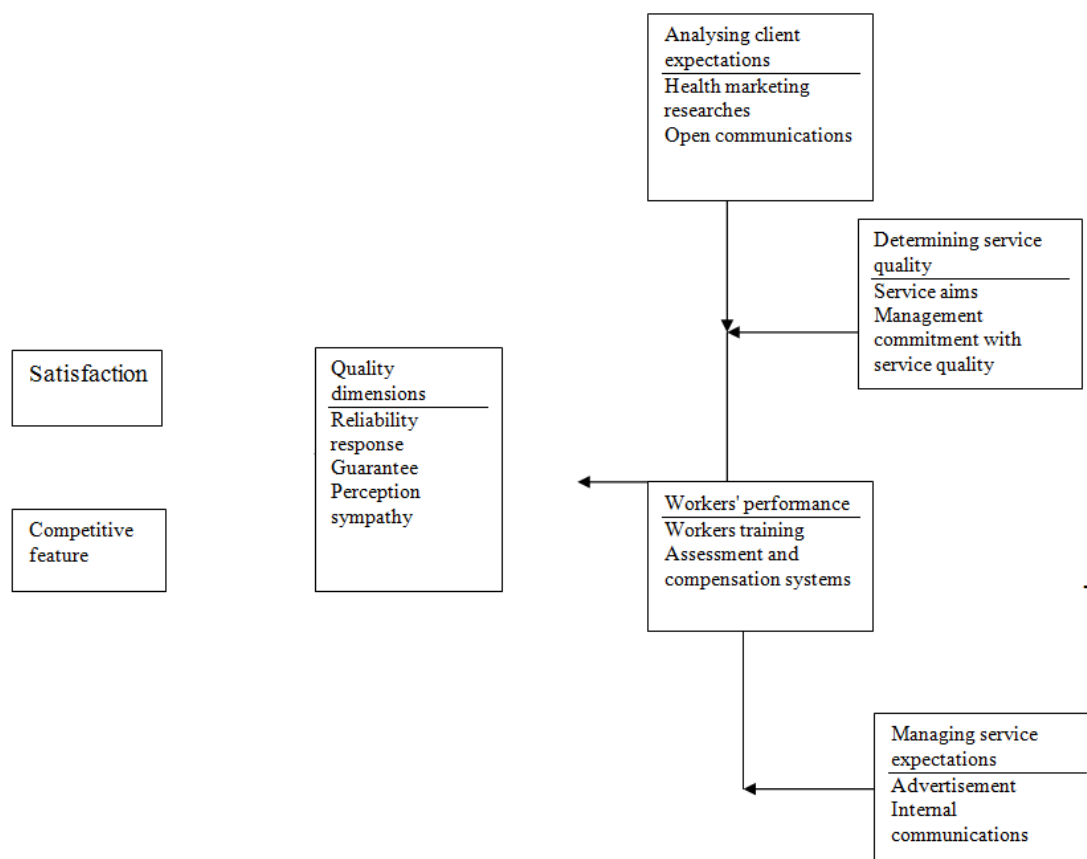 Analysing client
expectations
Health marketing
researches
Open communications
Determining service
quality
Service aims
Management
commitment with
service quality
Satisfaction
Competitive
feature
Quality
dimensions
Reliability
response
Guarantee
Perception
sympathy
Workers' performance
Workers training
Assessment and
compensation systems
Managing service
expectations
Advertisement
Internal
communications